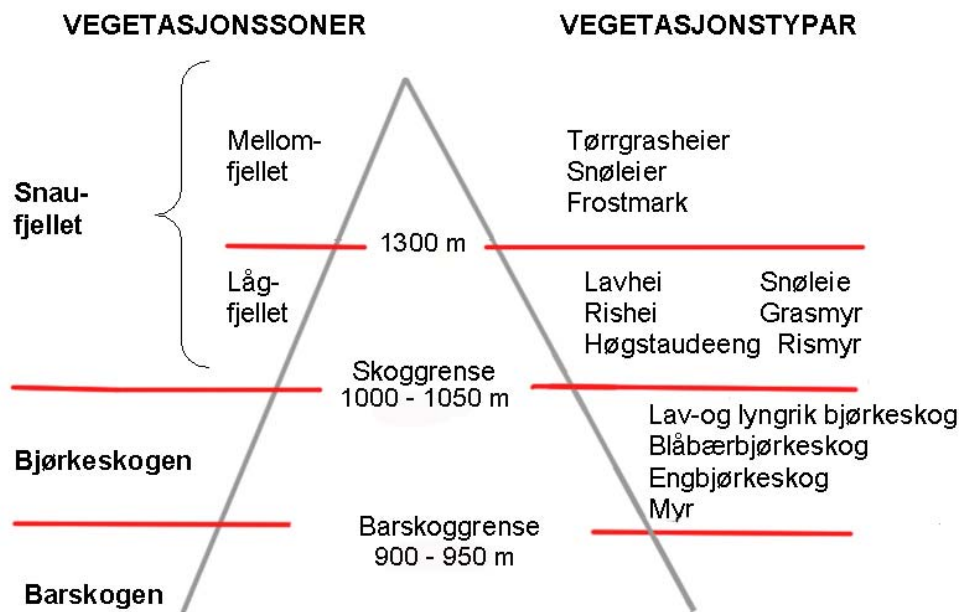 VEGETASJONSSONER
VEGETASJONSTYPAR
Snau-
fjellet
Mellom-
fjellet
Tørrgrasheier
Snøleier
Frostmark
1300 m
Låg-
fjellet
Lavhei Snøleie
Rishei Grasmyr
Høgstaudeeng Rismyr
Skoggrense
1000 - 1050 m
Bjørkeskogen
Lav-og lyngrik bjørkeskog
Blåbærbjørkeskog
Engbjørkeskog
Myr
Barskoggrense
900 - 950 m
Barskogen